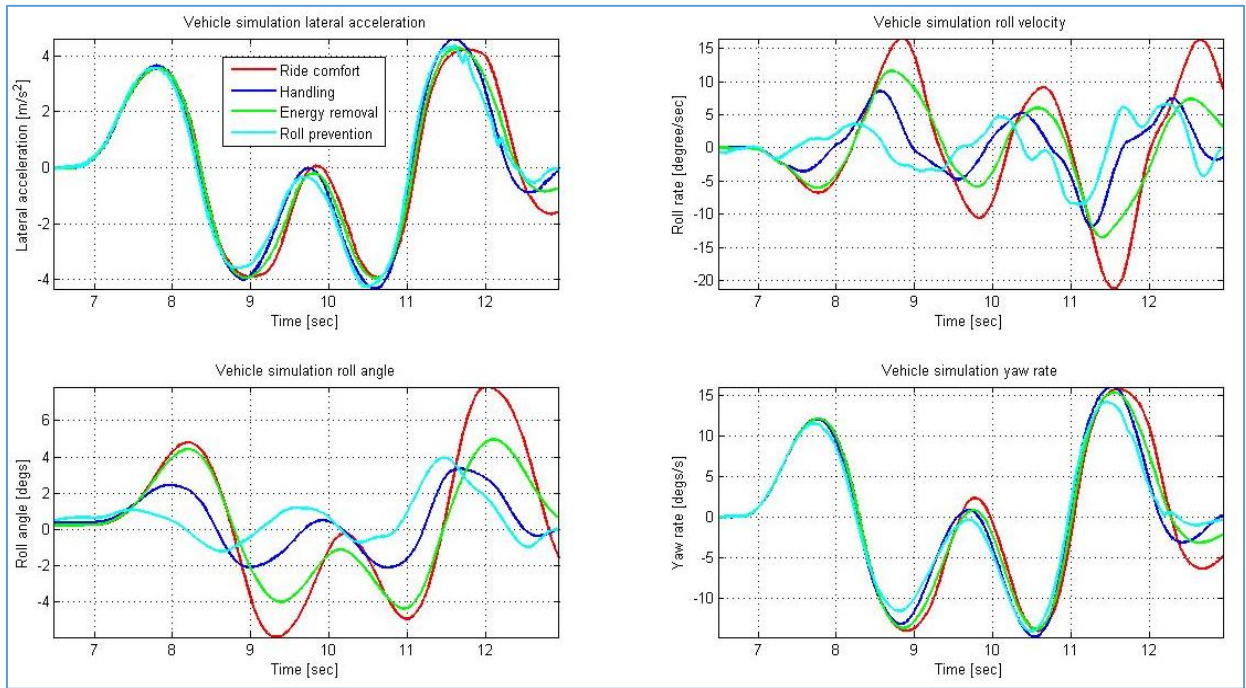 Vehicle simulation lateral acceleration
Lateral acceleration [m/s²]
4
2
0
-2
-4
7 8 9 10 11 12
Time [sec]
Ride comfort
Handling
Energy removal
Roll prevention
Vehicle simulation roll velocity
Roll rate [degree/sec]
15
10
5
0
-5
-10
-15
-20
7 8 9 10 11 12
Time [sec]
Vehicle simulation roll angle
Roll angle [degs]
6
4
2
0
-2
-4
7 8 9 10 11 12
Time [sec]
Vehicle simulation yaw rate
Yaw rate [degs/s]
15
10
5
0
-5
-10
7 8 9 10 11 12
Time [sec]